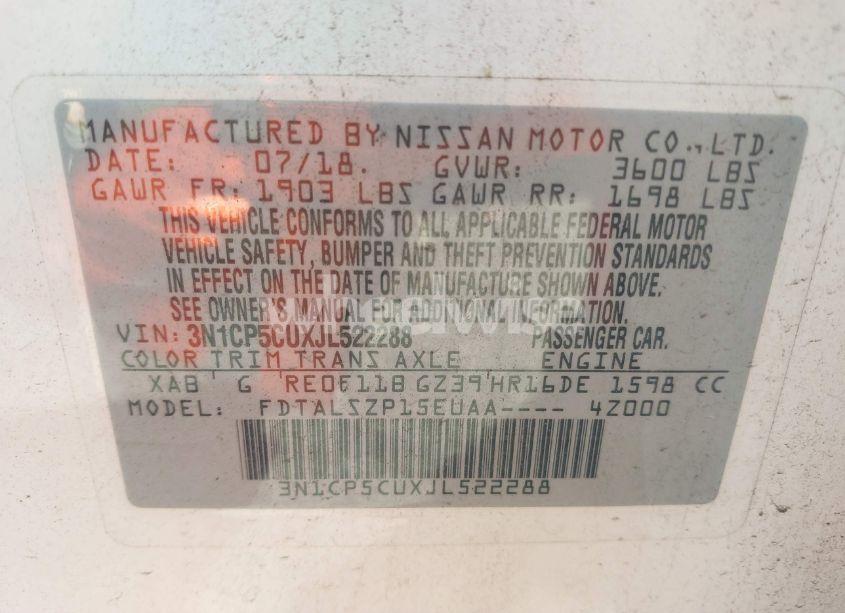 MANUFACTURED BY NISSAN MOTOR CO., LTD.
DATE: 07/18. GVWR: 3600 LBS
GAWR FR: 1903 LBS GAWR RR: 1698 LBS
THIS VEHICLE CONFORMS TO ALL APPLICABLE FEDERAL MOTOR
VEHICLE SAFETY, BUMPER AND THEFT PREVENTION STANDARDS
IN EFFECT ON THE DATE OF MANUFACTURE SHOWN ABOVE.
SEE OWNER'S MANUAL FOR ADDITIONAL INFORMATION.
VIN: 3N1CP5CUXJL522288 PASSENGER CAR.
COLOR TRIM TRANS AXLE ENGINE
XAB G RE0F11B GZ39 HR16DE 1598 CC
MODEL: FDTALSZP15EUAA---- 4Z000
3N1CP5CUXJL522288